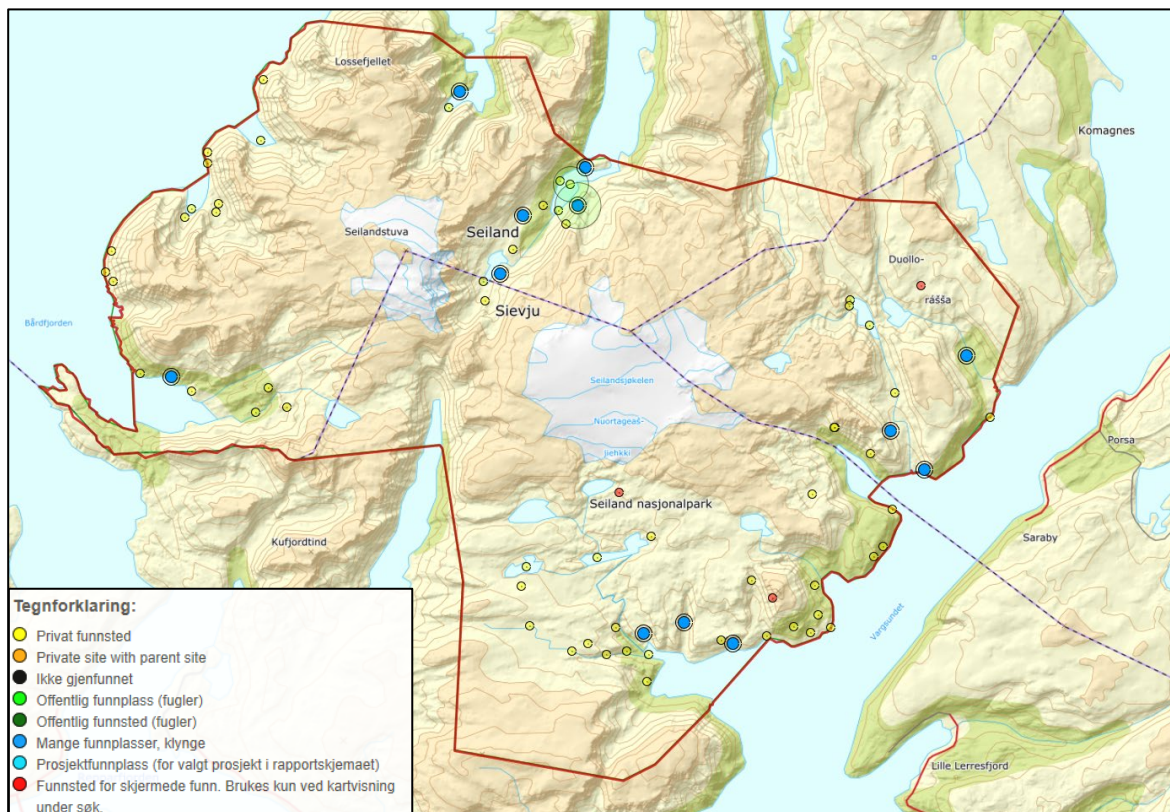 Lossefjellet
Komagnes
Seilandstuva
Seiland
Duollo-
rášša
Sievju
Bårdfjorden
Seilandsjøkelen
Nuortageas-
jiehkki
Porsa
Seiland nasjonalpark
Saraby
Kufjordtind
Vargsundet
Lille Lerresfjord
Tegnforklaring:
Privat funnsted
Private site with parent site
Ikke gjenfunnet
Offentlig funnplass (fugler)
Offentlig funnsted (fugler)
Mange funnplasser, klynge
Prosjektfunnplass (for valgt prosjekt i rapportskjemaet)
Funnsted for skjermede funn. Brukes kun ved kartvisning
under søk.